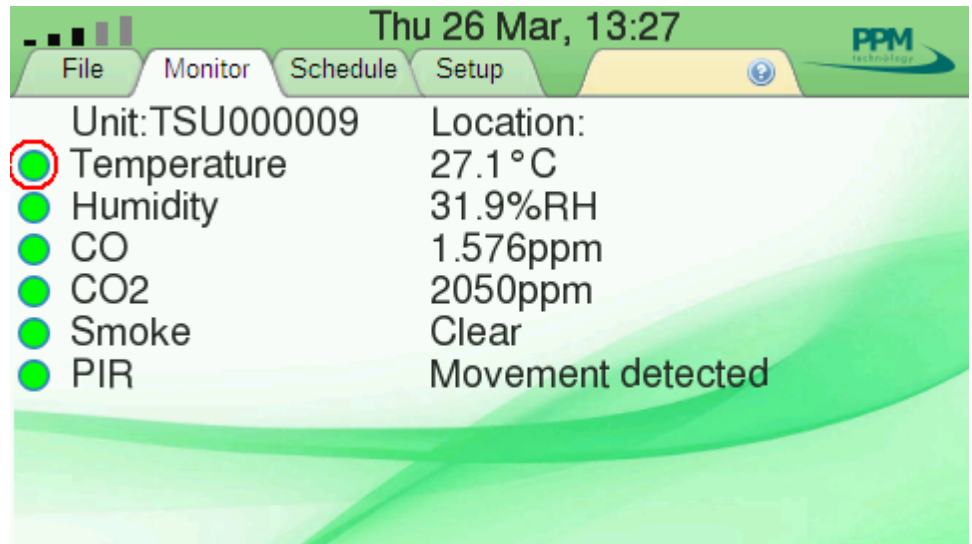 Thu 26 Mar, 13:27
PPM
technology
File Monitor Schedule Setup ?
Unit:TSU000009 Location:
Temperature 27.1°C
Humidity 31.9%RH
CO 1.576ppm
CO2 2050ppm
Smoke Clear
PIR Movement detected